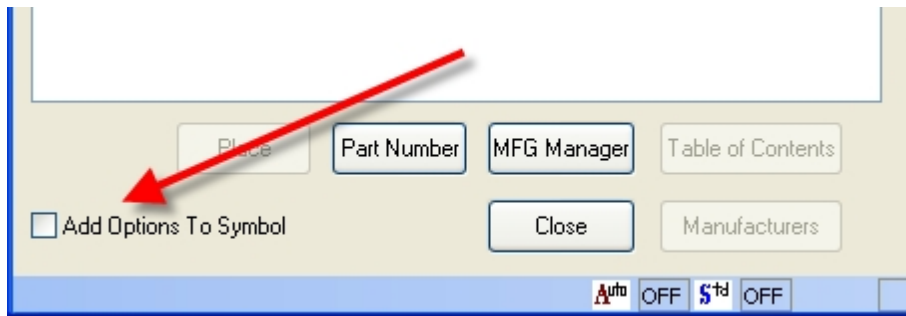 Place Part Number MFG Manager Table of Contents
Add Options To Symbol Close Manufacturers
Auto OFF Std OFF